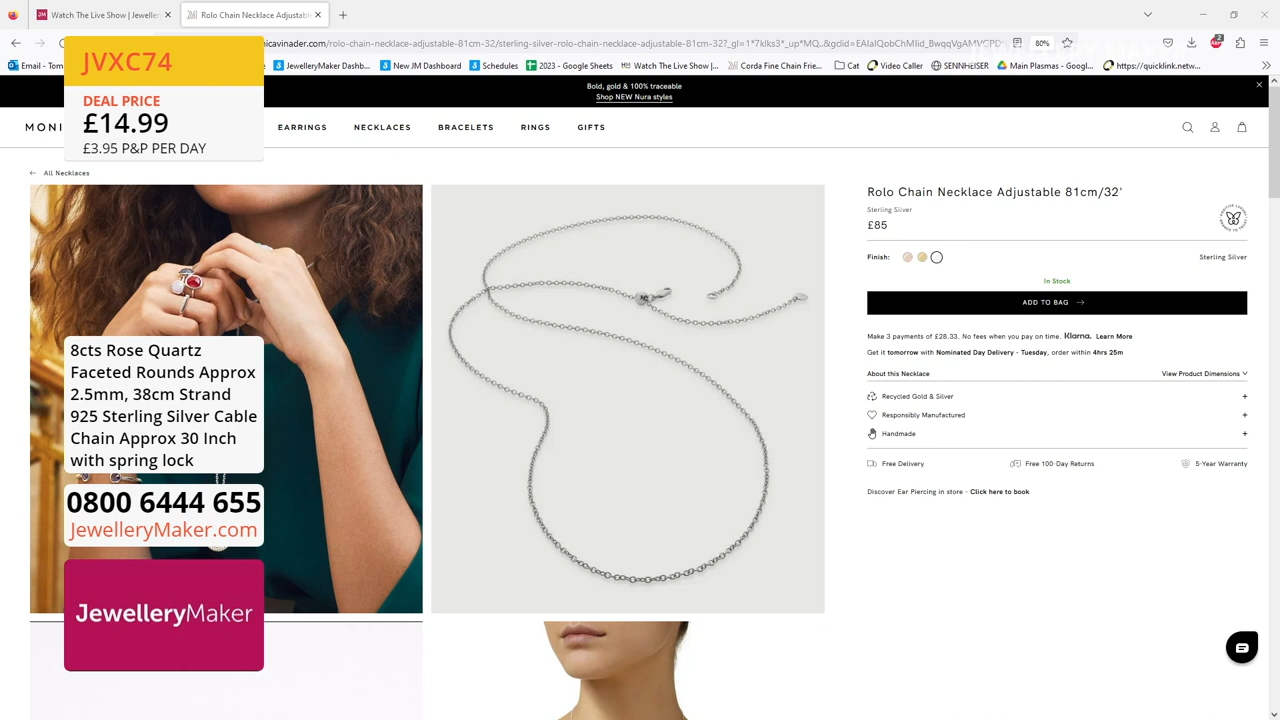 Watch The Live Show | Jewellery
Rolo Chain Necklace Adjustable
80%
2
Email - Tom
JewelleryMaker Dashb...
New JM Dashboard
Schedules
2023 - Google Sheets
Watch The Live Show |...
Corda Fine Chain Frie...
Cat
Video Caller
SENNHEISER
Main Plasmas - Googl...
https://quicklink.netw...
JVXC74
DEAL PRICE
£14.99
£3.95 P&P PER DAY
Bold, gold & 100% traceable
Shop NEW Nura styles
MONI
EARRINGS
NECKLACES
BRACELETS
RINGS
GIFTS
All Necklaces
Rolo Chain Necklace Adjustable 81cm/32'
Sterling Silver
£85
Finish:
Sterling Silver
In Stock
ADD TO BAG
Make 3 payments of £28.33. No fees when you pay on time. Klarna. Learn More
Get it tomorrow with Nominated Day Delivery - Tuesday, order within 4hrs 25m
About this Necklace
View Product Dimensions
Recycled Gold & Silver
Responsibly Manufactured
Handmade
Free Delivery
Free 100-Day Returns
5-Year Warranty
Discover Ear Piercing in store - Click here to book
8cts Rose Quartz
Faceted Rounds Approx
2.5mm, 38cm Strand
925 Sterling Silver Cable
Chain Approx 30 Inch
with spring lock
0800 6444 655
JewelleryMaker.com
JewelleryMaker